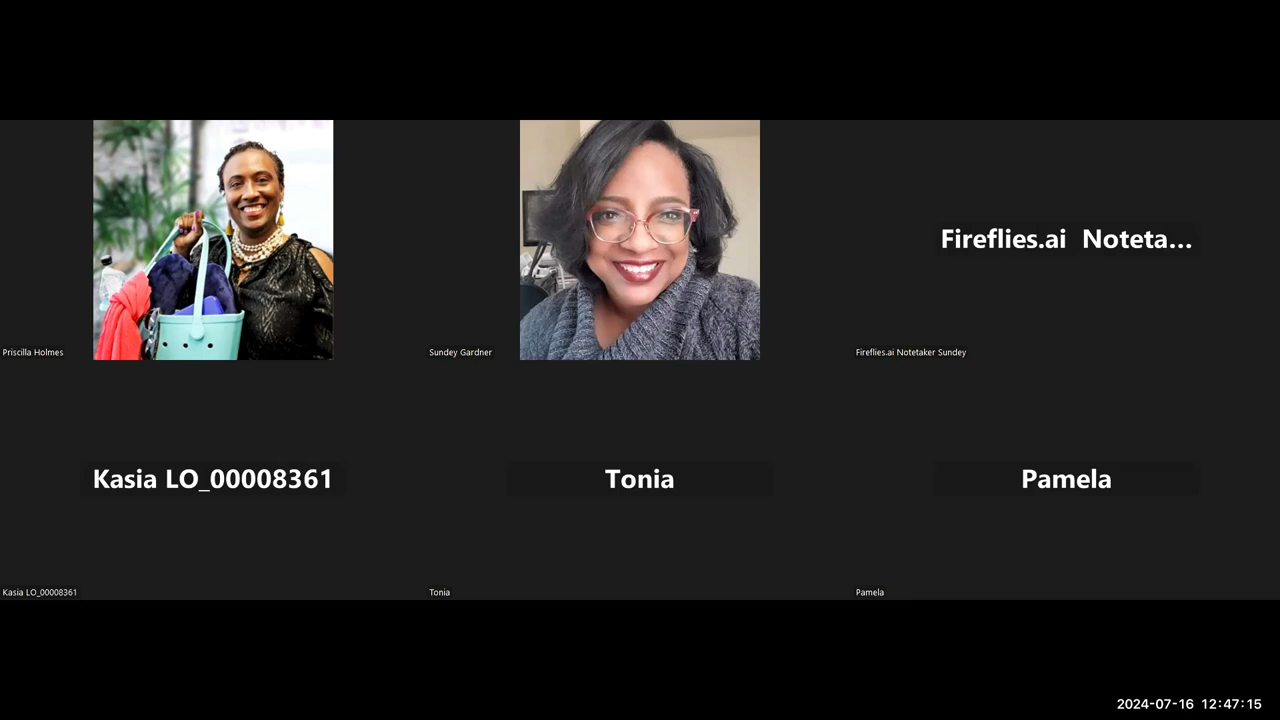 Fireflies.ai Noteta...
Priscilla Holmes
Sundey Gardner
Fireflies.ai Notetaker Sundey
Kasia LO_00008361
Tonia
Pamela
Kasia LO_00008361
Tonia
Pamela
2024-07-16 12:47:15